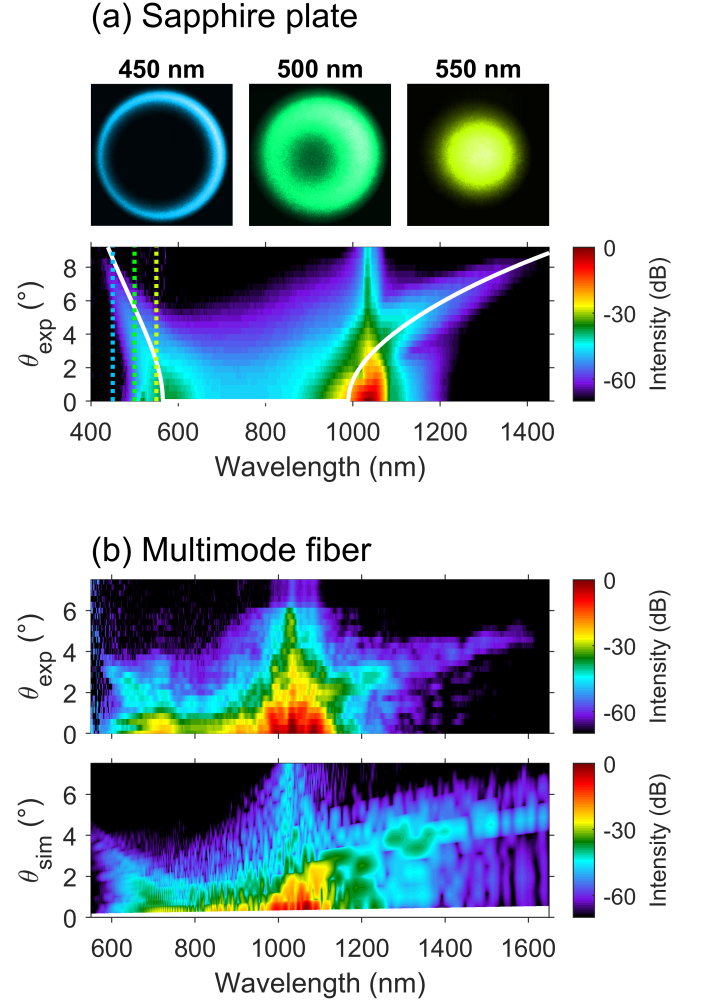 (a) Sapphire plate
450 nm 500 nm 550 nm
8
6
4
2
0
θexp (°)
400 600 800 1000 1200 1400
Wavelength (nm)
0
-30
-60
Intensity (dB)
(b) Multimode fiber
6
4
2
0
θexp (°)
0
-30
-60
Intensity (dB)
6
4
2
0
θsim (°)
600 800 1000 1200 1400 1600
Wavelength (nm)
0
-30
-60
Intensity (dB)